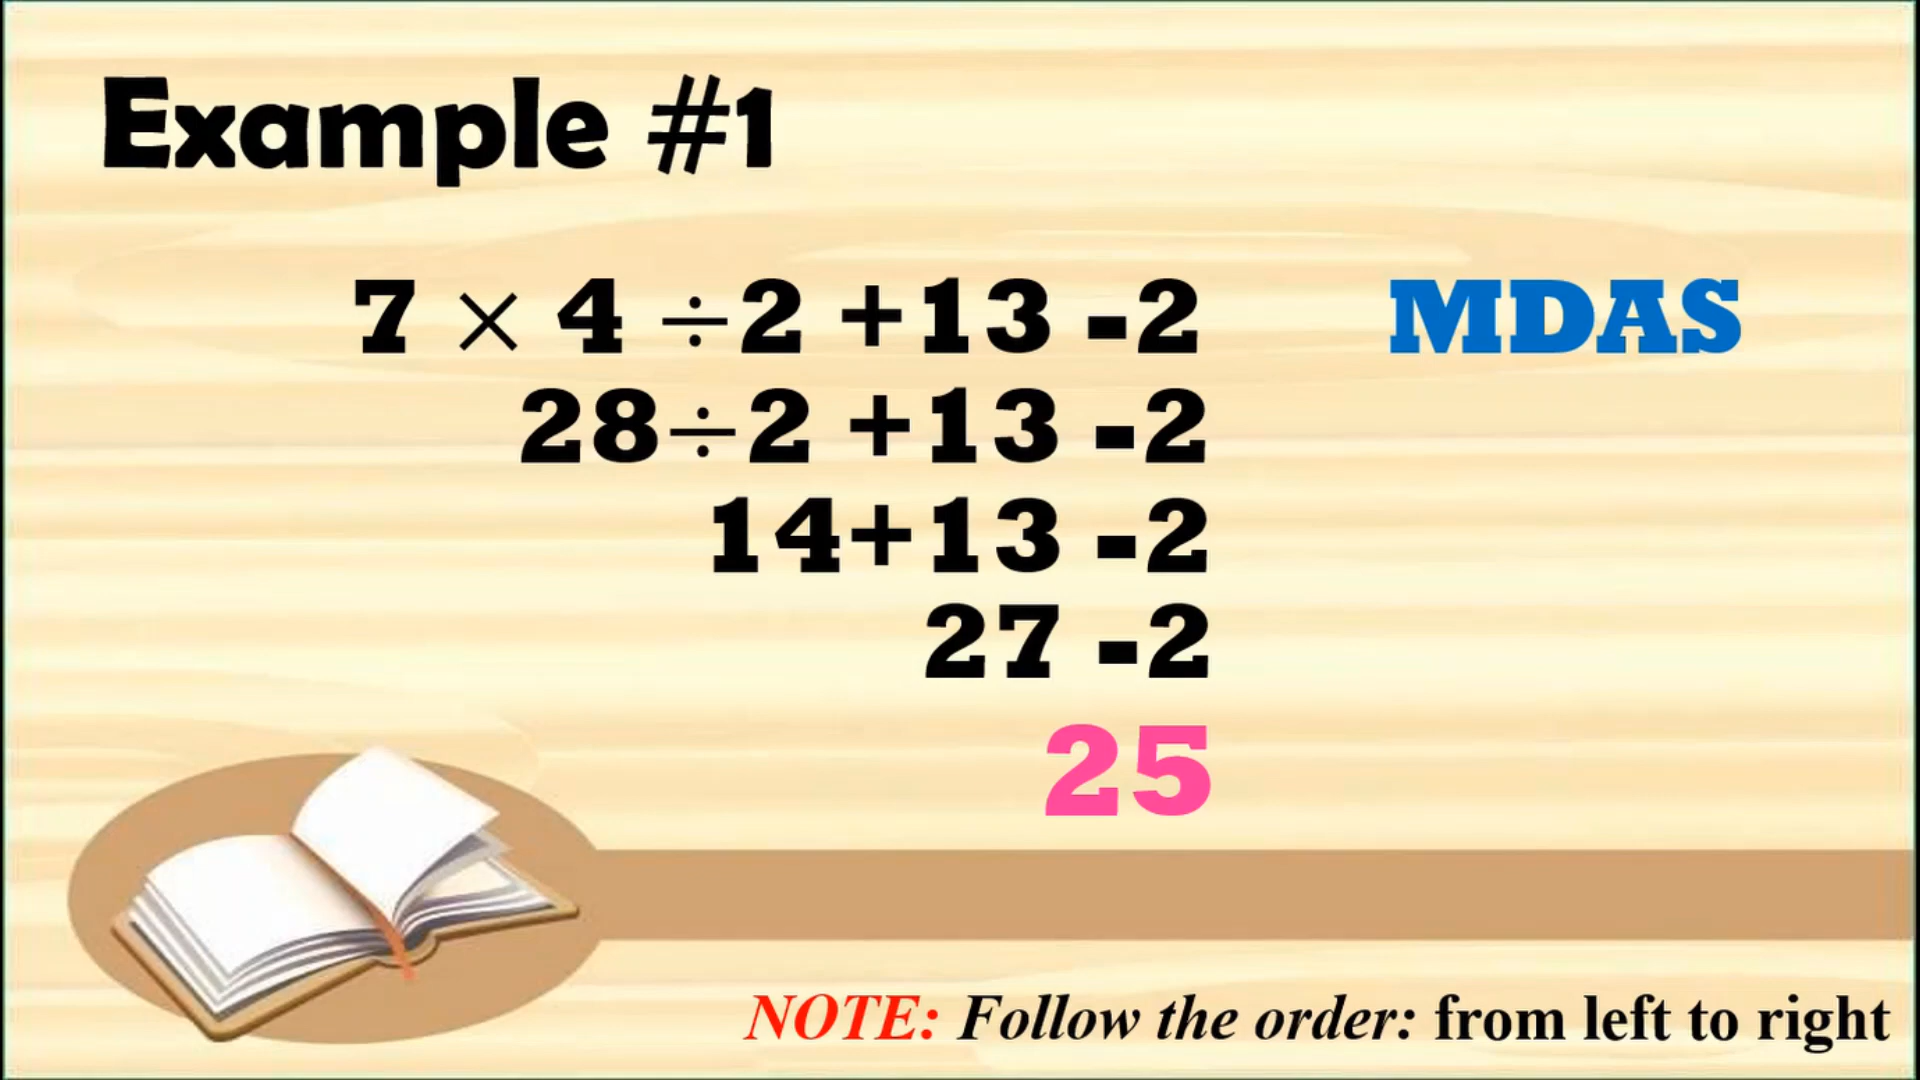 Example #1
7 × 4 ÷2 +13 -2 MDAS
28÷2 +13 -2
14+13 -2
27 -2
25
NOTE: Follow the order: from left to right